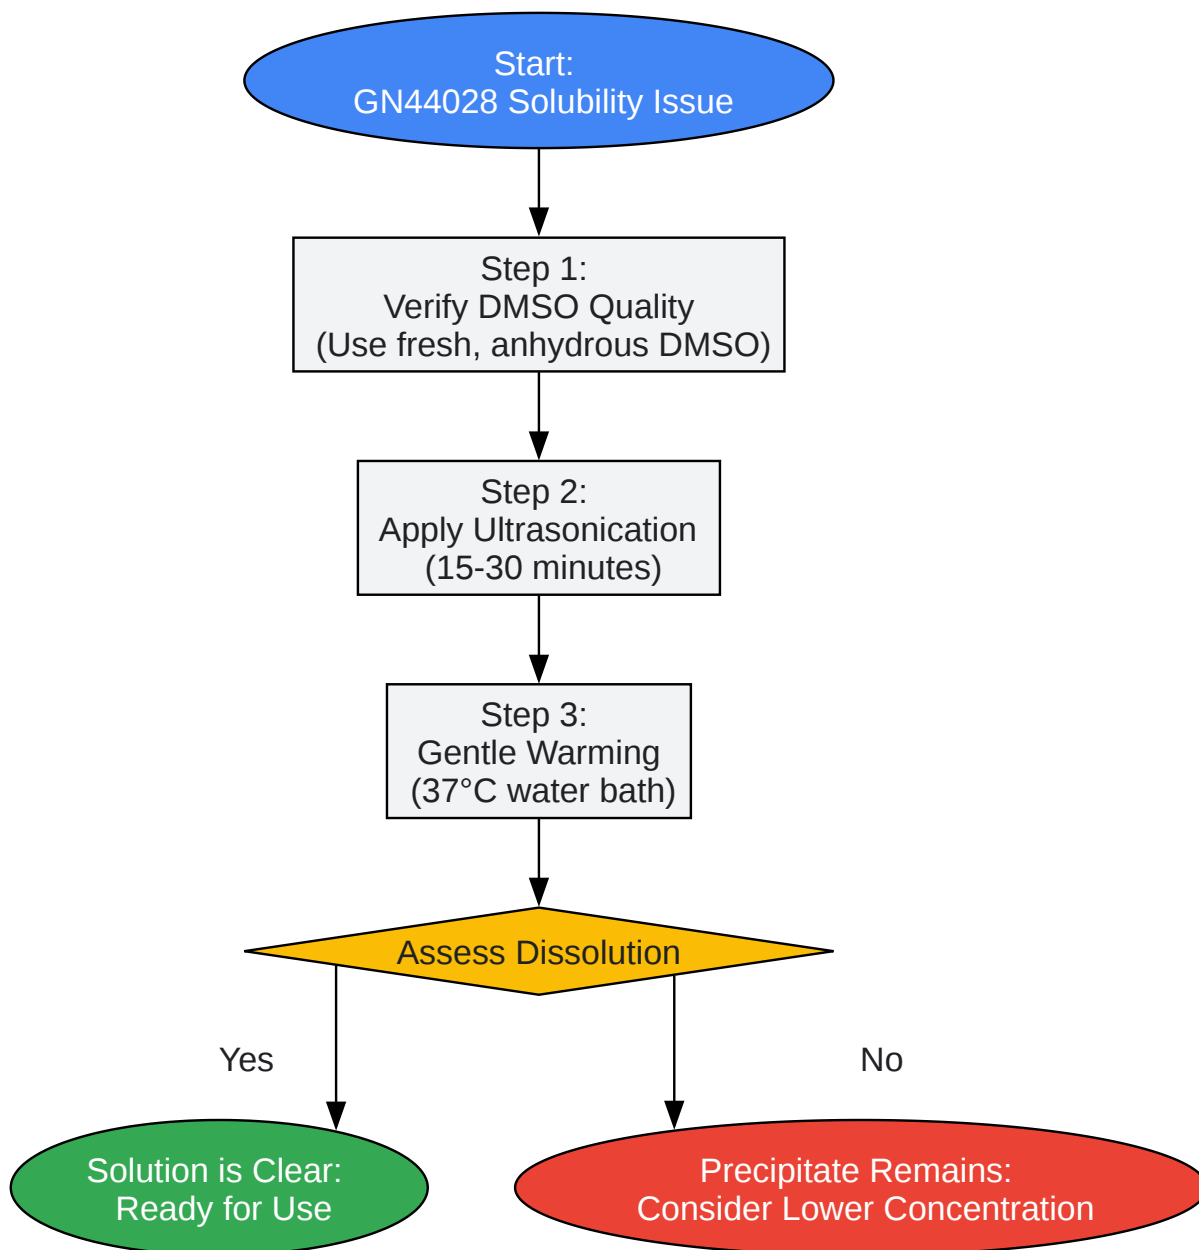 Start:
GN44028 Solubility Issue
Step 1:
Verify DMSO Quality
(Use fresh, anhydrous DMSO)
Step 2:
Apply Ultrasonication
(15-30 minutes)
Step 3:
Gentle Warming
(37°C water bath)
Assess Dissolution
Yes
No
Solution is Clear:
Ready for Use
Precipitate Remains:
Consider Lower Concentration